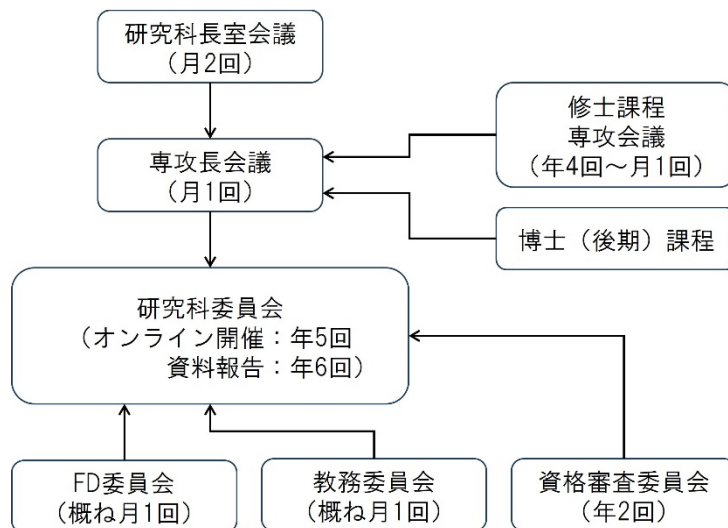 研究科長室会議
(月2回)
専攻長会議
(月1回)
修士課程
専攻会議
(年4回～月1回)
博士（後期）課程
研究科委員会
(オンライン開催：年5回
資料報告：年6回)
FD委員会
(概ね月1回)
教務委員会
(概ね月1回)
資格審査委員会
(年2回)